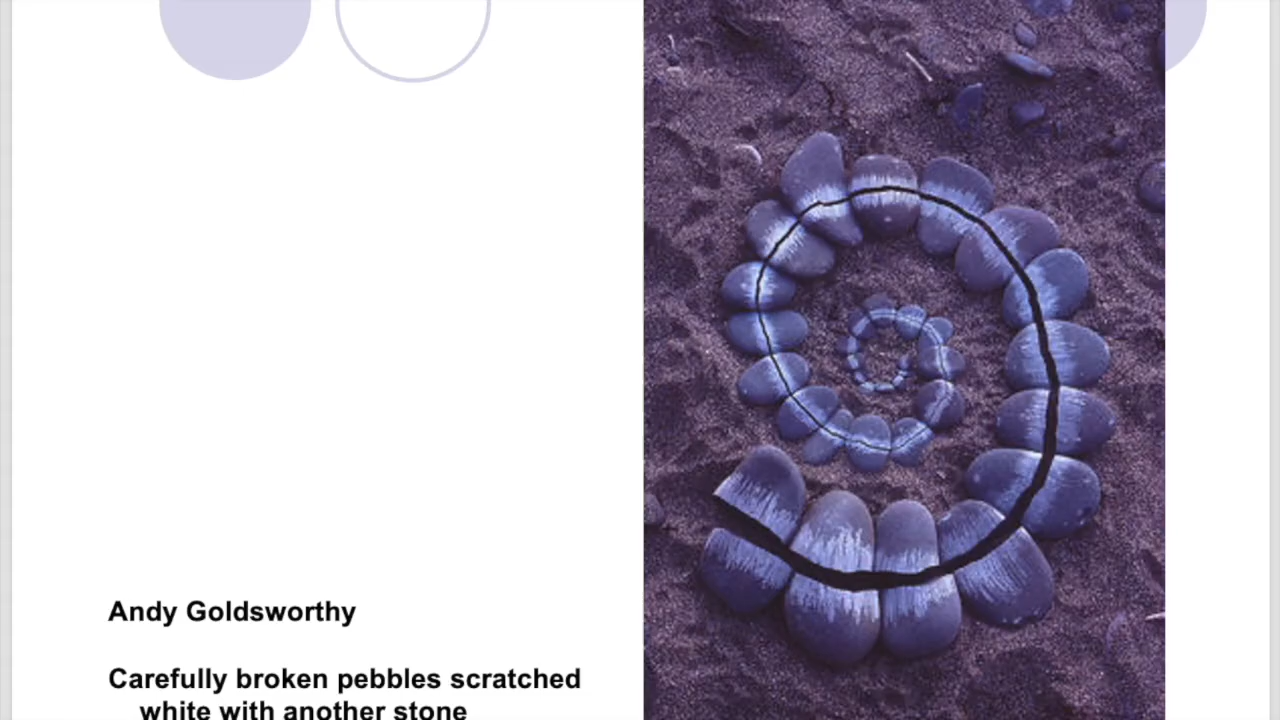 Andy Goldsworthy
Carefully broken pebbles scratched
white with another stone